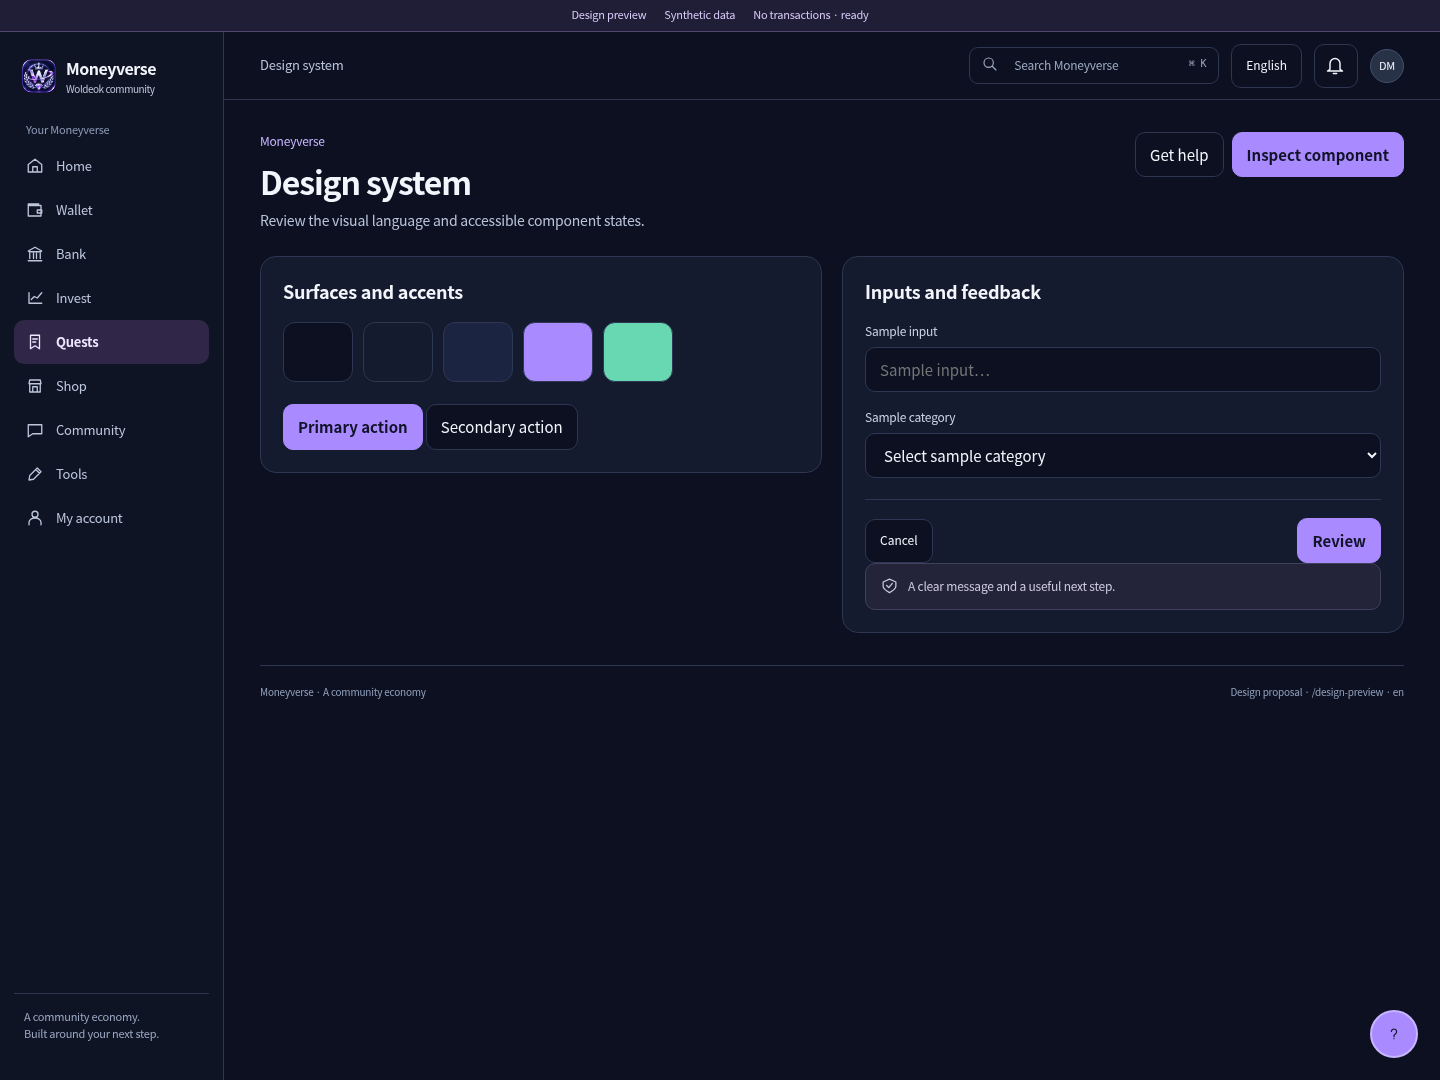 Design preview Synthetic data No transactions · ready
Moneyverse
Woldeok community
Your Moneyverse
Home
Wallet
Bank
Invest
Quests
Shop
Community
Tools
My account
A community economy.
Built around your next step.
Design system
Search Moneyverse ⌘ K
English
DM
Moneyverse
Design system
Review the visual language and accessible component states.
Get help
Inspect component
Surfaces and accents
Primary action
Secondary action
Inputs and feedback
Sample input
Sample input…
Sample category
Select sample category
Cancel
Review
A clear message and a useful next step.
Moneyverse · A community economy
Design proposal · /design-preview · en
?